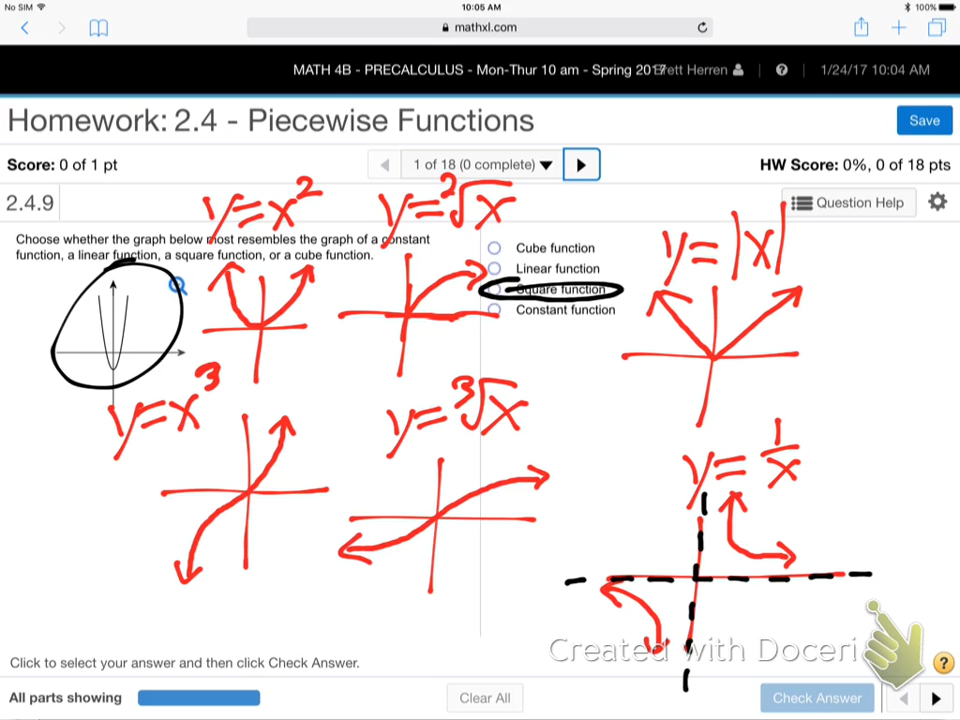 No SIM 10:05 AM 100%
mathxl.com
MATH 4B - PRECALCULUS - Mon-Thur 10 am - Spring 2017 Brett Herren ? 1/24/17 10:04 AM
Homework: 2.4 - Piecewise Functions Save
Score: 0 of 1 pt 1 of 18 (0 complete) HW Score: 0%, 0 of 18 pts
2.4.9 Question Help
y=x² y=²√x y=|x|
Choose whether the graph below most resembles the graph of a constant
function, a linear function, a square function, or a cube function.
Cube function
Linear function
Square function
Constant function
y=x³ y=³√x y=1/x
Created with Doceri
Click to select your answer and then click Check Answer. ?
All parts showing Clear All Check Answer